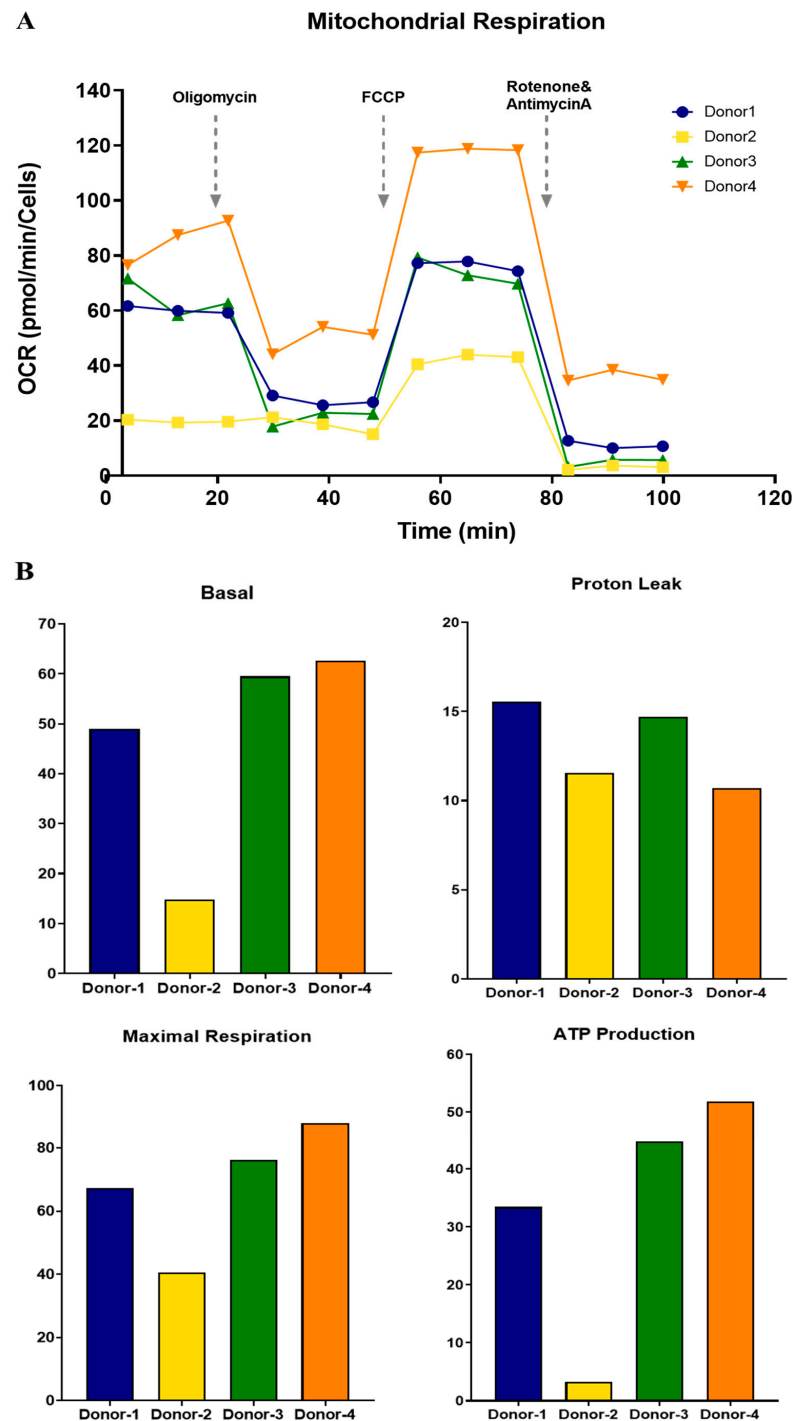 A
Mitochondrial Respiration
OCR (pmol/min/Cells)
140
120
100
80
60
40
20
0
Oligomycin
FCCP
Rotenone&
AntimycinA
Donor1
Donor2
Donor3
Donor4
0 20 40 60 80 100 120
Time (min)
B
Basal
70
60
50
40
30
20
10
0
Donor-1 Donor-2 Donor-3 Donor-4
Proton Leak
20
15
10
5
0
Donor-1 Donor-2 Donor-3 Donor-4
Maximal Respiration
100
80
60
40
20
0
Donor-1 Donor-2 Donor-3 Donor-4
ATP Production
60
50
40
30
20
10
0
Donor-1 Donor-2 Donor-3 Donor-4